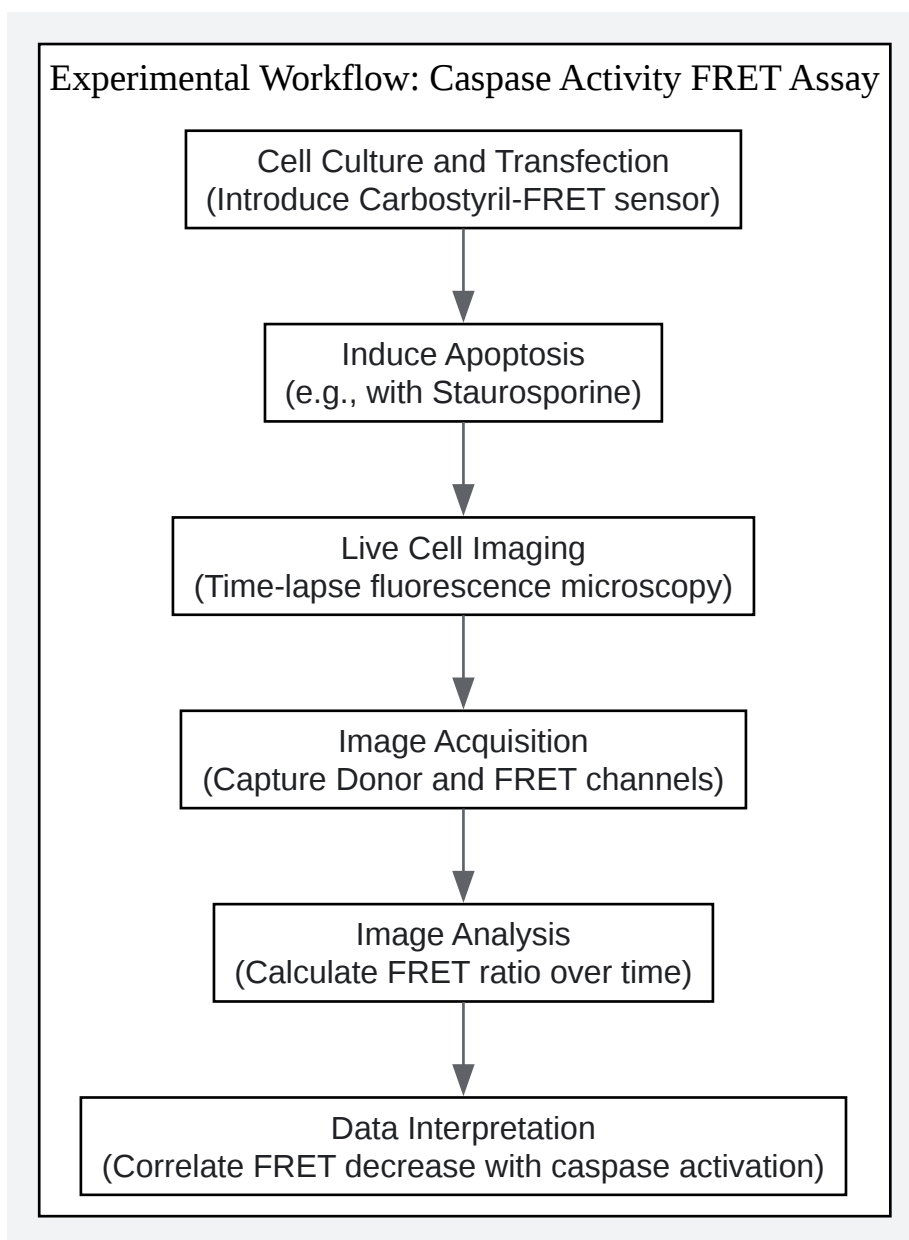 Experimental Workflow: Caspase Activity FRET Assay
Cell Culture and Transfection
(Introduce Carbostyril-FRET sensor)
Induce Apoptosis
(e.g., with Staurosporine)
Live Cell Imaging
(Time-lapse fluorescence microscopy)
Image Acquisition
(Capture Donor and FRET channels)
Image Analysis
(Calculate FRET ratio over time)
Data Interpretation
(Correlate FRET decrease with caspase activation)